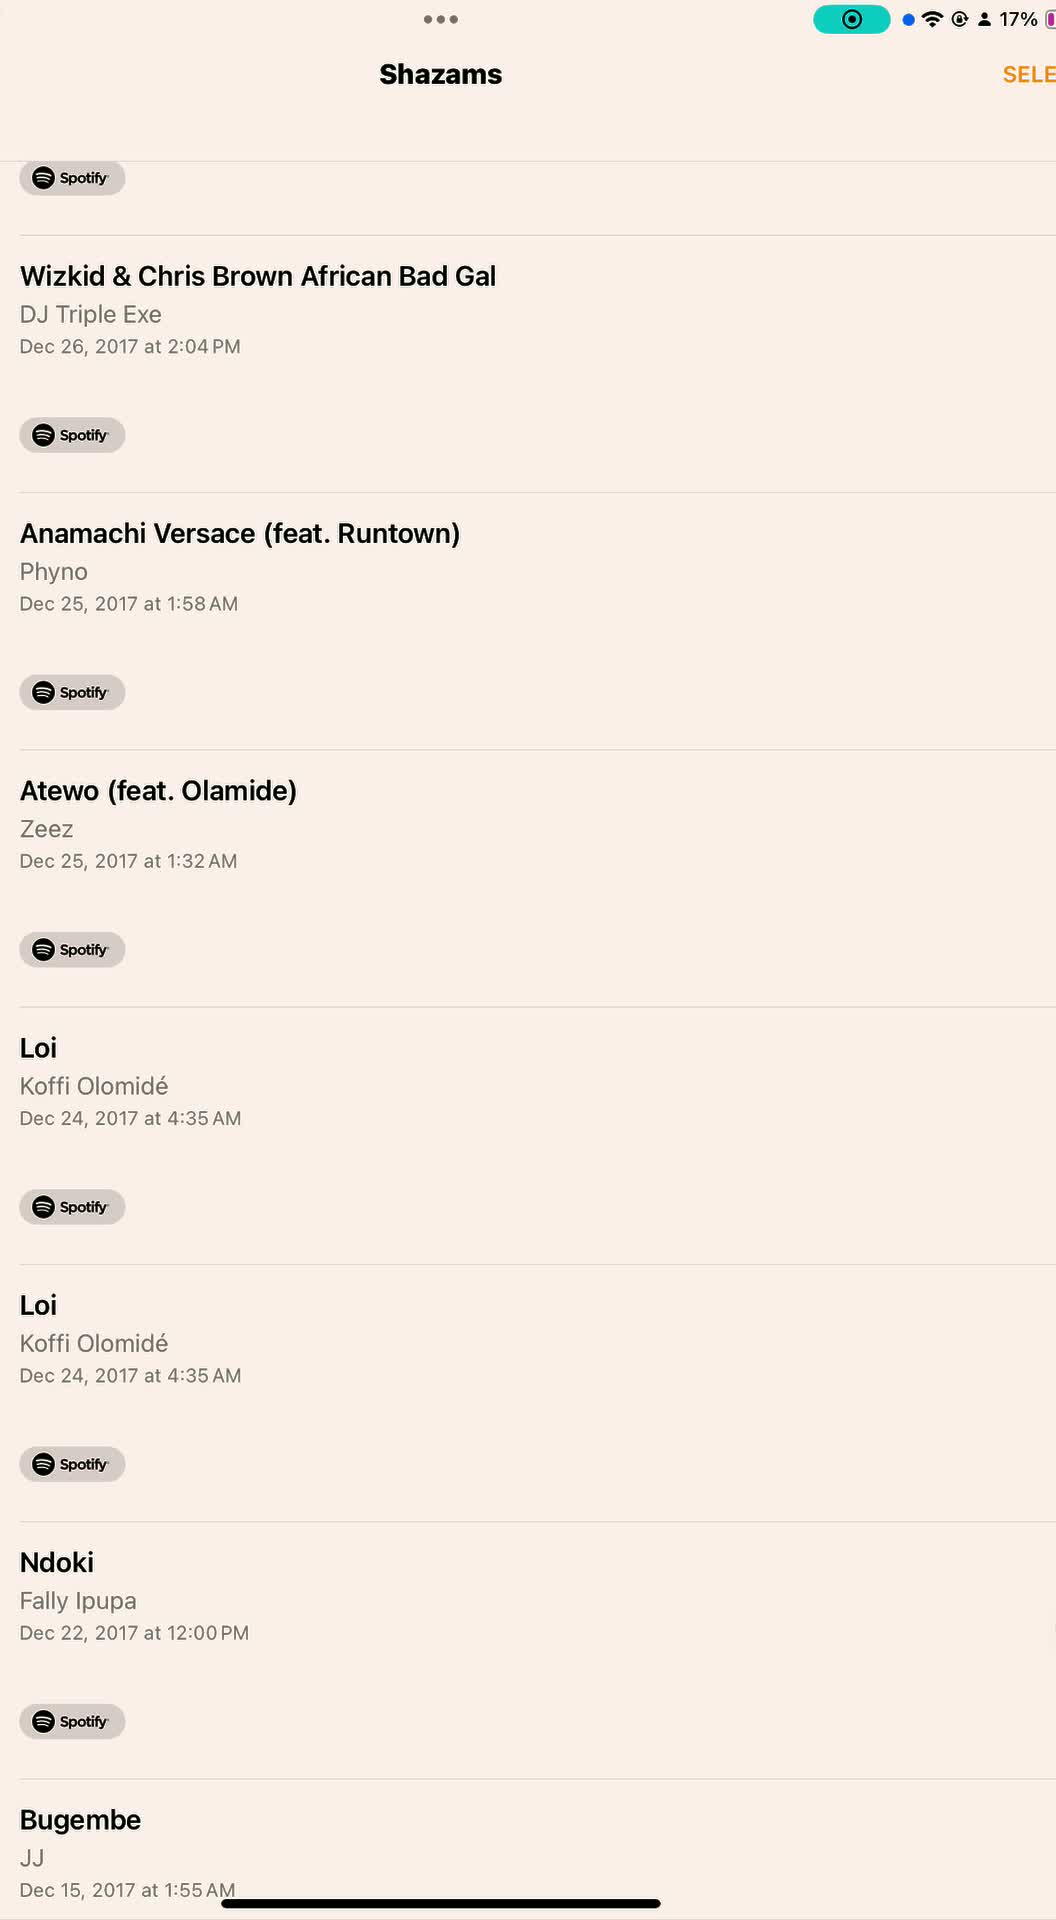 17%
Shazams
Spotify
Wizkid & Chris Brown African Bad Gal
DJ Triple Exe
Dec 26, 2017 at 2:04 PM
Spotify
Anamachi Versace (feat. Runtown)
Phyno
Dec 25, 2017 at 1:58 AM
Spotify
Atewo (feat. Olamide)
Zeez
Dec 25, 2017 at 1:32 AM
Spotify
Loi
Koffi Olomidé
Dec 24, 2017 at 4:35 AM
Spotify
Loi
Koffi Olomidé
Dec 24, 2017 at 4:35 AM
Spotify
Ndoki
Fally Ipupa
Dec 22, 2017 at 12:00 PM
Spotify
Bugembe
JJ
Dec 15, 2017 at 1:55 AM